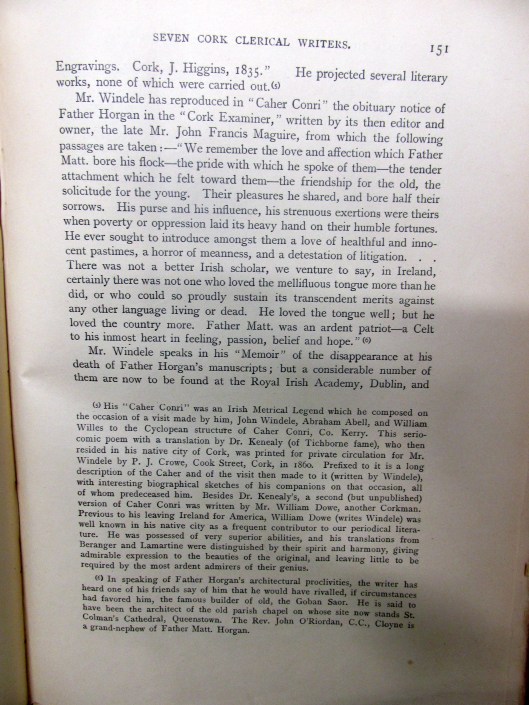 SEVEN CORK CLERICAL WRITERS. 151
Engravings. Cork, J. Higgins, 1835." He projected several literary
works, none of which were carried out.(5)
Mr. Windele has reproduced in "Caher Conri" the obituary notice of
Father Horgan in the "Cork Examiner," written by its then editor and
owner, the late Mr. John Francis Maguire, from which the following
passages are taken:—"We remember the love and affection which Father
Matt. bore his flock—the pride with which he spoke of them—the tender
attachment which he felt toward them—the friendship for the old, the
solicitude for the young. Their pleasures he shared, and bore half their
sorrows. His purse and his influence, his strenuous exertions were theirs
when poverty or oppression laid its heavy hand on their humble fortunes.
He ever sought to introduce amongst them a love of healthful and inno-
cent pastimes, a horror of meanness, and a detestation of litigation. . .
There was not a better Irish scholar, we venture to say, in Ireland,
certainly there was not one who loved the mellifluous tongue more than he
did, or who could so proudly sustain its transcendent merits against
any other language living or dead. He loved the tongue well; but he
loved the country more. Father Matt. was an ardent patriot—a Celt
to his inmost heart in feeling, passion, belief and hope."(6)
Mr. Windele speaks in his "Memoir" of the disappearance at his
death of Father Horgan's manuscripts; but a considerable number of
them are now to be found at the Royal Irish Academy, Dublin, and
(5) His "Caher Conri" was an Irish Metrical Legend which he composed on
the occasion of a visit made by him, John Windele, Abraham Abell, and William
Willes to the Cyclopean structure of Caher Conri, Co. Kerry. This serio-
comic poem with a translation by Dr. Kenealy (of Tichborne fame), who then
resided in his native city of Cork, was printed for private circulation for Mr.
Windele by P. J. Crowe, Cook Street, Cork, in 1860. Prefixed to it is a long
description of the Caher and of the visit then made to it (written by Windele),
with interesting biographical sketches of his companions on that occasion, all
of whom predeceased him. Besides Dr. Kenealy's, a second (but unpublished)
version of Caher Conri was written by Mr. William Dowe, another Corkman.
Previous to his leaving Ireland for America, William Dowe (writes Windele) was
well known in his native city as a frequent contributor to our periodical litera-
ture. He was possessed of very superior abilities, and his translations from
Beranger and Lamartine were distinguished by their spirit and harmony, giving
admirable expression to the beauties of the original, and leaving little to be
required by the most ardent admirers of their genius.
(6) In speaking of Father Horgan's architectural proclivities, the writer has
heard one of his friends say of him that he would have rivalled, if circumstances
had favored him, the famous builder of old, the Goban Saor. He is said to
have been the architect of the old parish chapel on whose site now stands St.
Colman's Cathedral, Queenstown. The Rev. John O'Riordan, C.C., Cloyne is
a grand-nephew of Father Matt. Horgan.